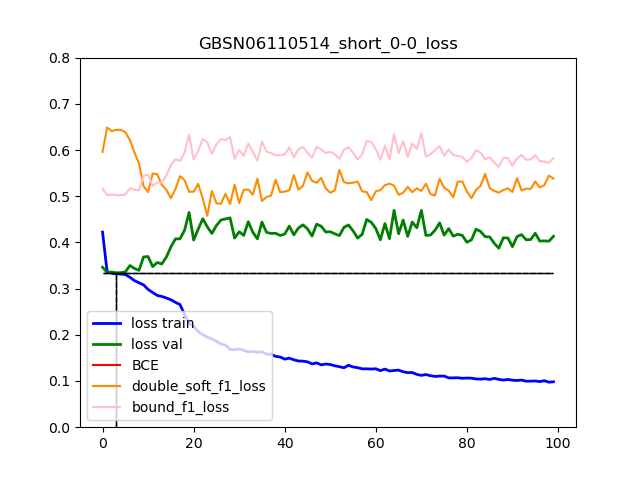 GBSN06110514_short_0-0_loss
0.8
0.7
0.6
0.5
0.4
0.3
0.2
0.1
0.0
loss train
loss val
BCE
double_soft_f1_loss
bound_f1_loss
0 20 40 60 80 100